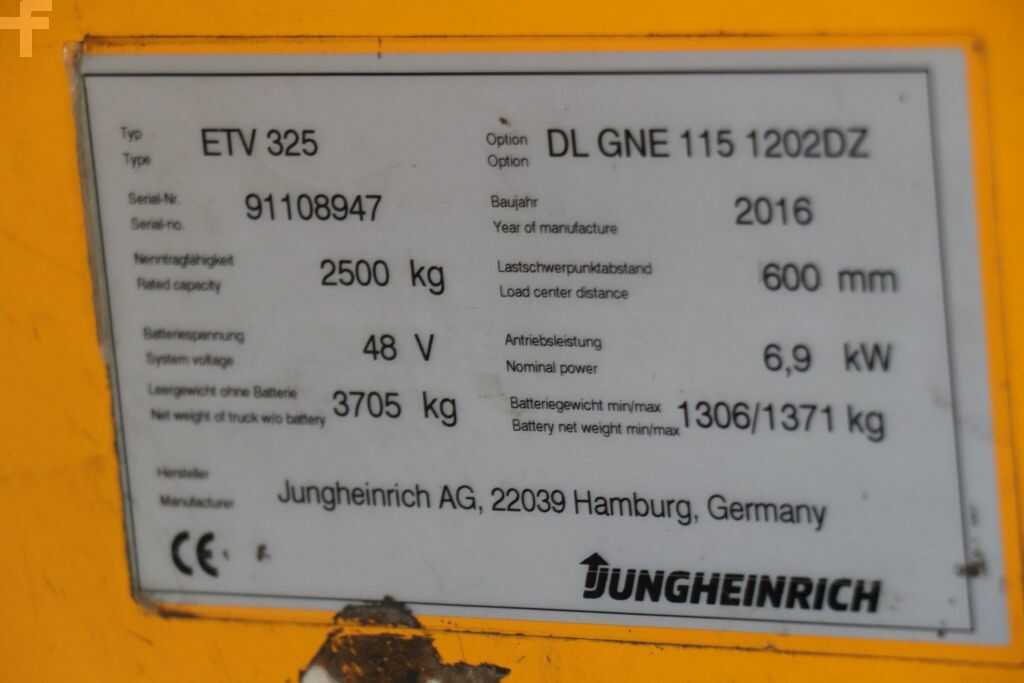 Typ
Type
ETV 325
Option
Option
DL GNE 115 1202DZ
Serial-Nr.
Serial-no.
91108947
Baujahr
Year of manufacture
2016
Nenntragfähigkeit
Rated capacity
2500 kg
Lastschwerpunktabstand
Load center distance
600 mm
Batteriespannung
System voltage
48 V
Antriebsleistung
Nominal power
6,9 kW
Leergewicht ohne Batterie
Net weight of truck w/o battery
3705 kg
Batteriegewicht min/max
Battery net weight min/max
1306/1371 kg
Hersteller
Manufacturer
Jungheinrich AG, 22039 Hamburg, Germany
CE
JUNGHEINRICH